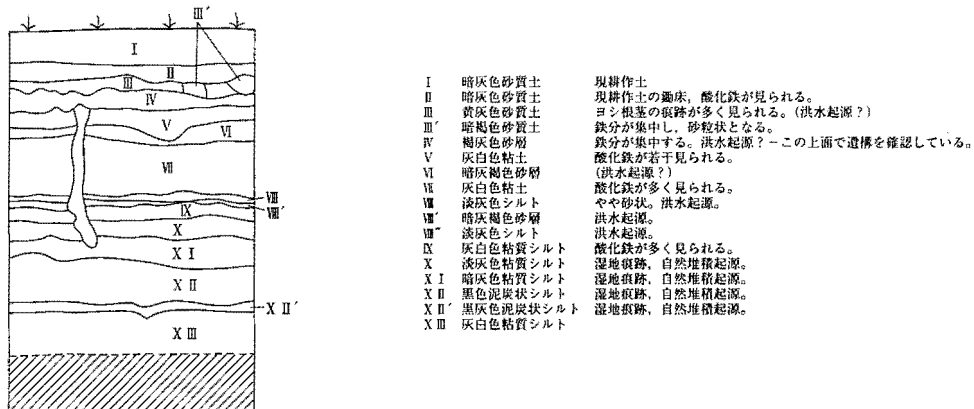 Ⅲ′
Ⅰ
Ⅱ
Ⅲ
Ⅳ
Ⅴ
Ⅵ
Ⅶ
Ⅷ
Ⅷ′
Ⅸ
Ⅹ
ⅩⅠ
ⅩⅡ
ⅩⅡ′
ⅩⅢ
Ⅰ 暗灰色砂質土 現耕作土
Ⅱ 暗灰色砂質土 現耕作土の鋤床，酸化鉄が見られる。
Ⅲ 黄灰色砂質土 ヨシ根茎の痕跡が多く見られる。(洪水起源？)
Ⅲ′ 暗褐色砂質土 鉄分が集中し，砂粒状となる。
Ⅳ 褐灰色砂層 鉄分が集中する。洪水起源？－この上面で遺構を確認している。
Ⅴ 灰白色粘土 酸化鉄が若干見られる。
Ⅵ 暗灰褐色砂層 (洪水起源？)
Ⅶ 灰白色粘土 酸化鉄が多く見られる。
Ⅷ 淡灰色シルト やや砂状。洪水起源。
Ⅷ′ 暗灰褐色砂層 洪水起源。
Ⅷ″ 淡灰色シルト 洪水起源。
Ⅸ 灰白色粘質シルト 酸化鉄が多く見られる。
Ⅹ 淡灰色粘質シルト 湿地痕跡，自然堆積起源。
ⅩⅠ 暗灰色粘質シルト 湿地痕跡，自然堆積起源。
ⅩⅡ 黒色泥炭状シルト 湿地痕跡，自然堆積起源。
ⅩⅡ′ 黒灰色泥炭状シルト 湿地痕跡，自然堆積起源。
ⅩⅢ 灰白色粘質シルト